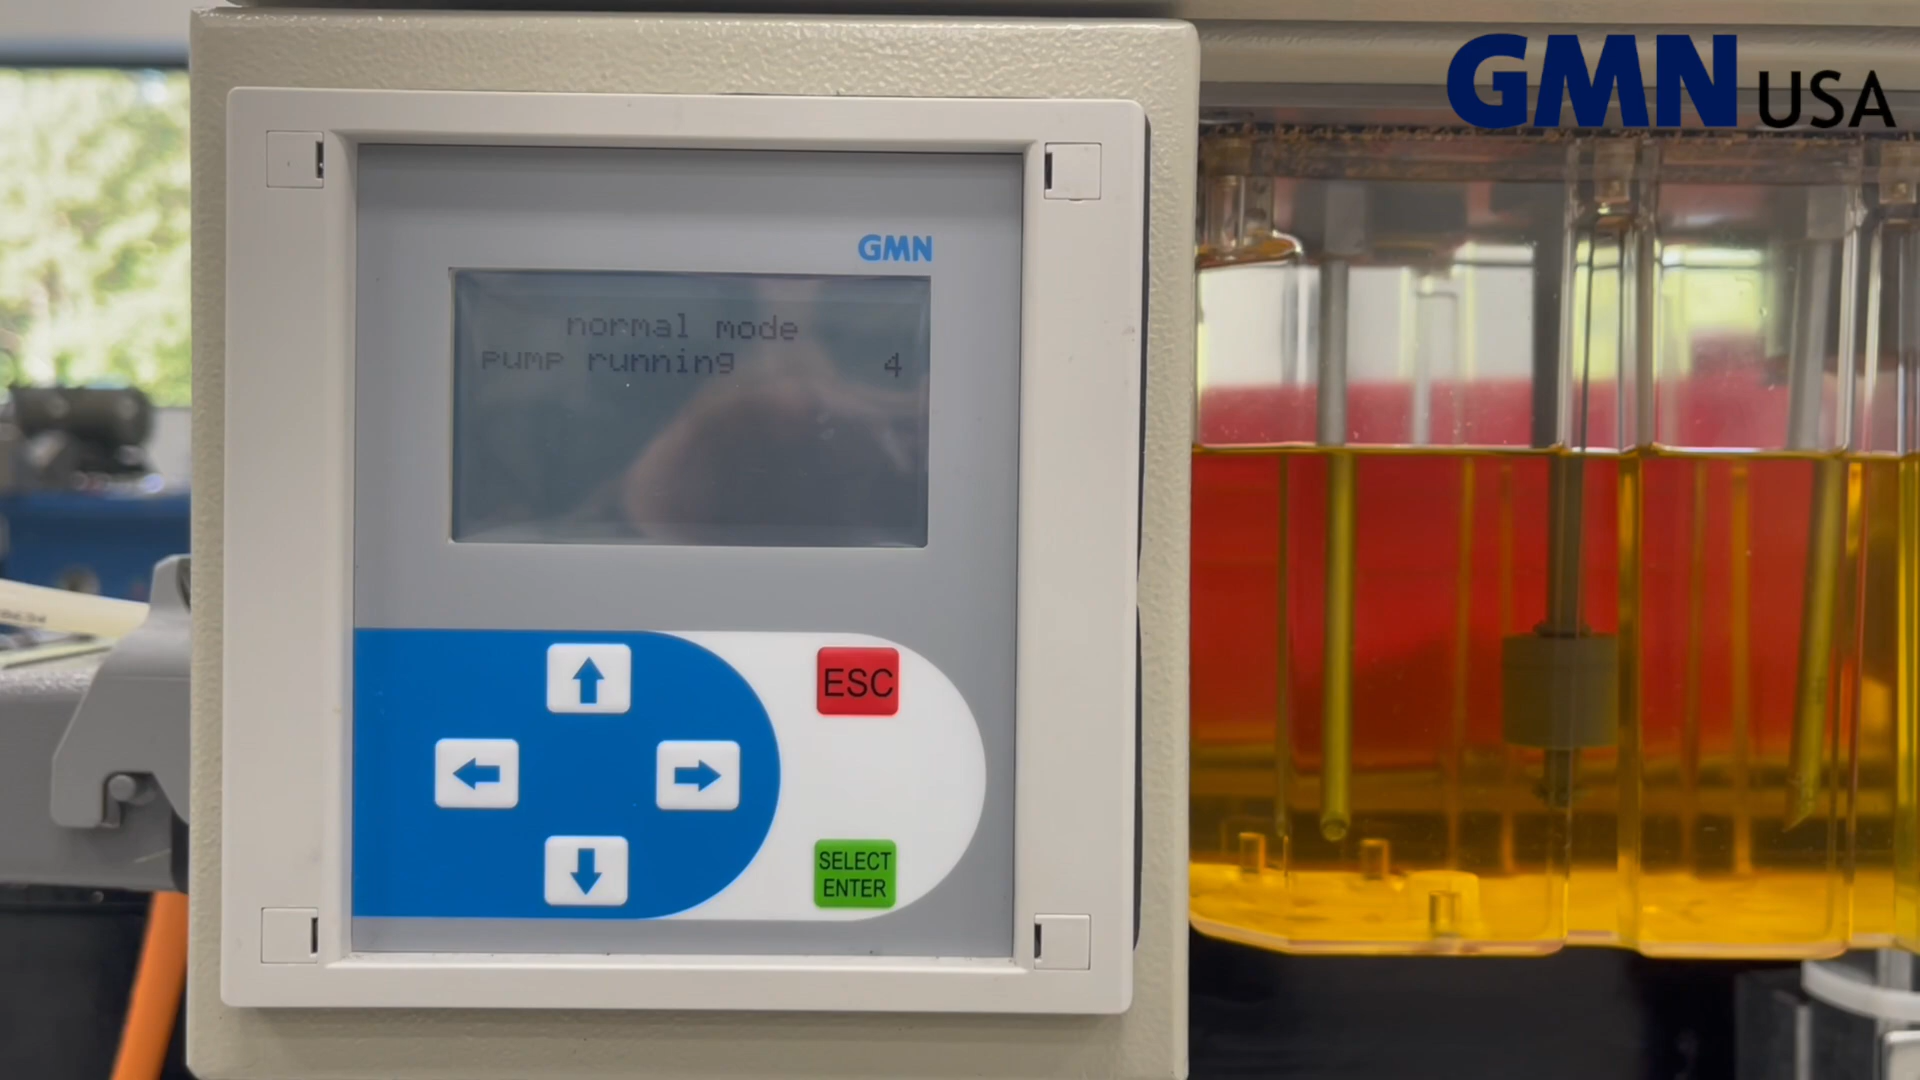 GMN USA
GMN
normal mode
pump running 4
ESC
SELECT
ENTER